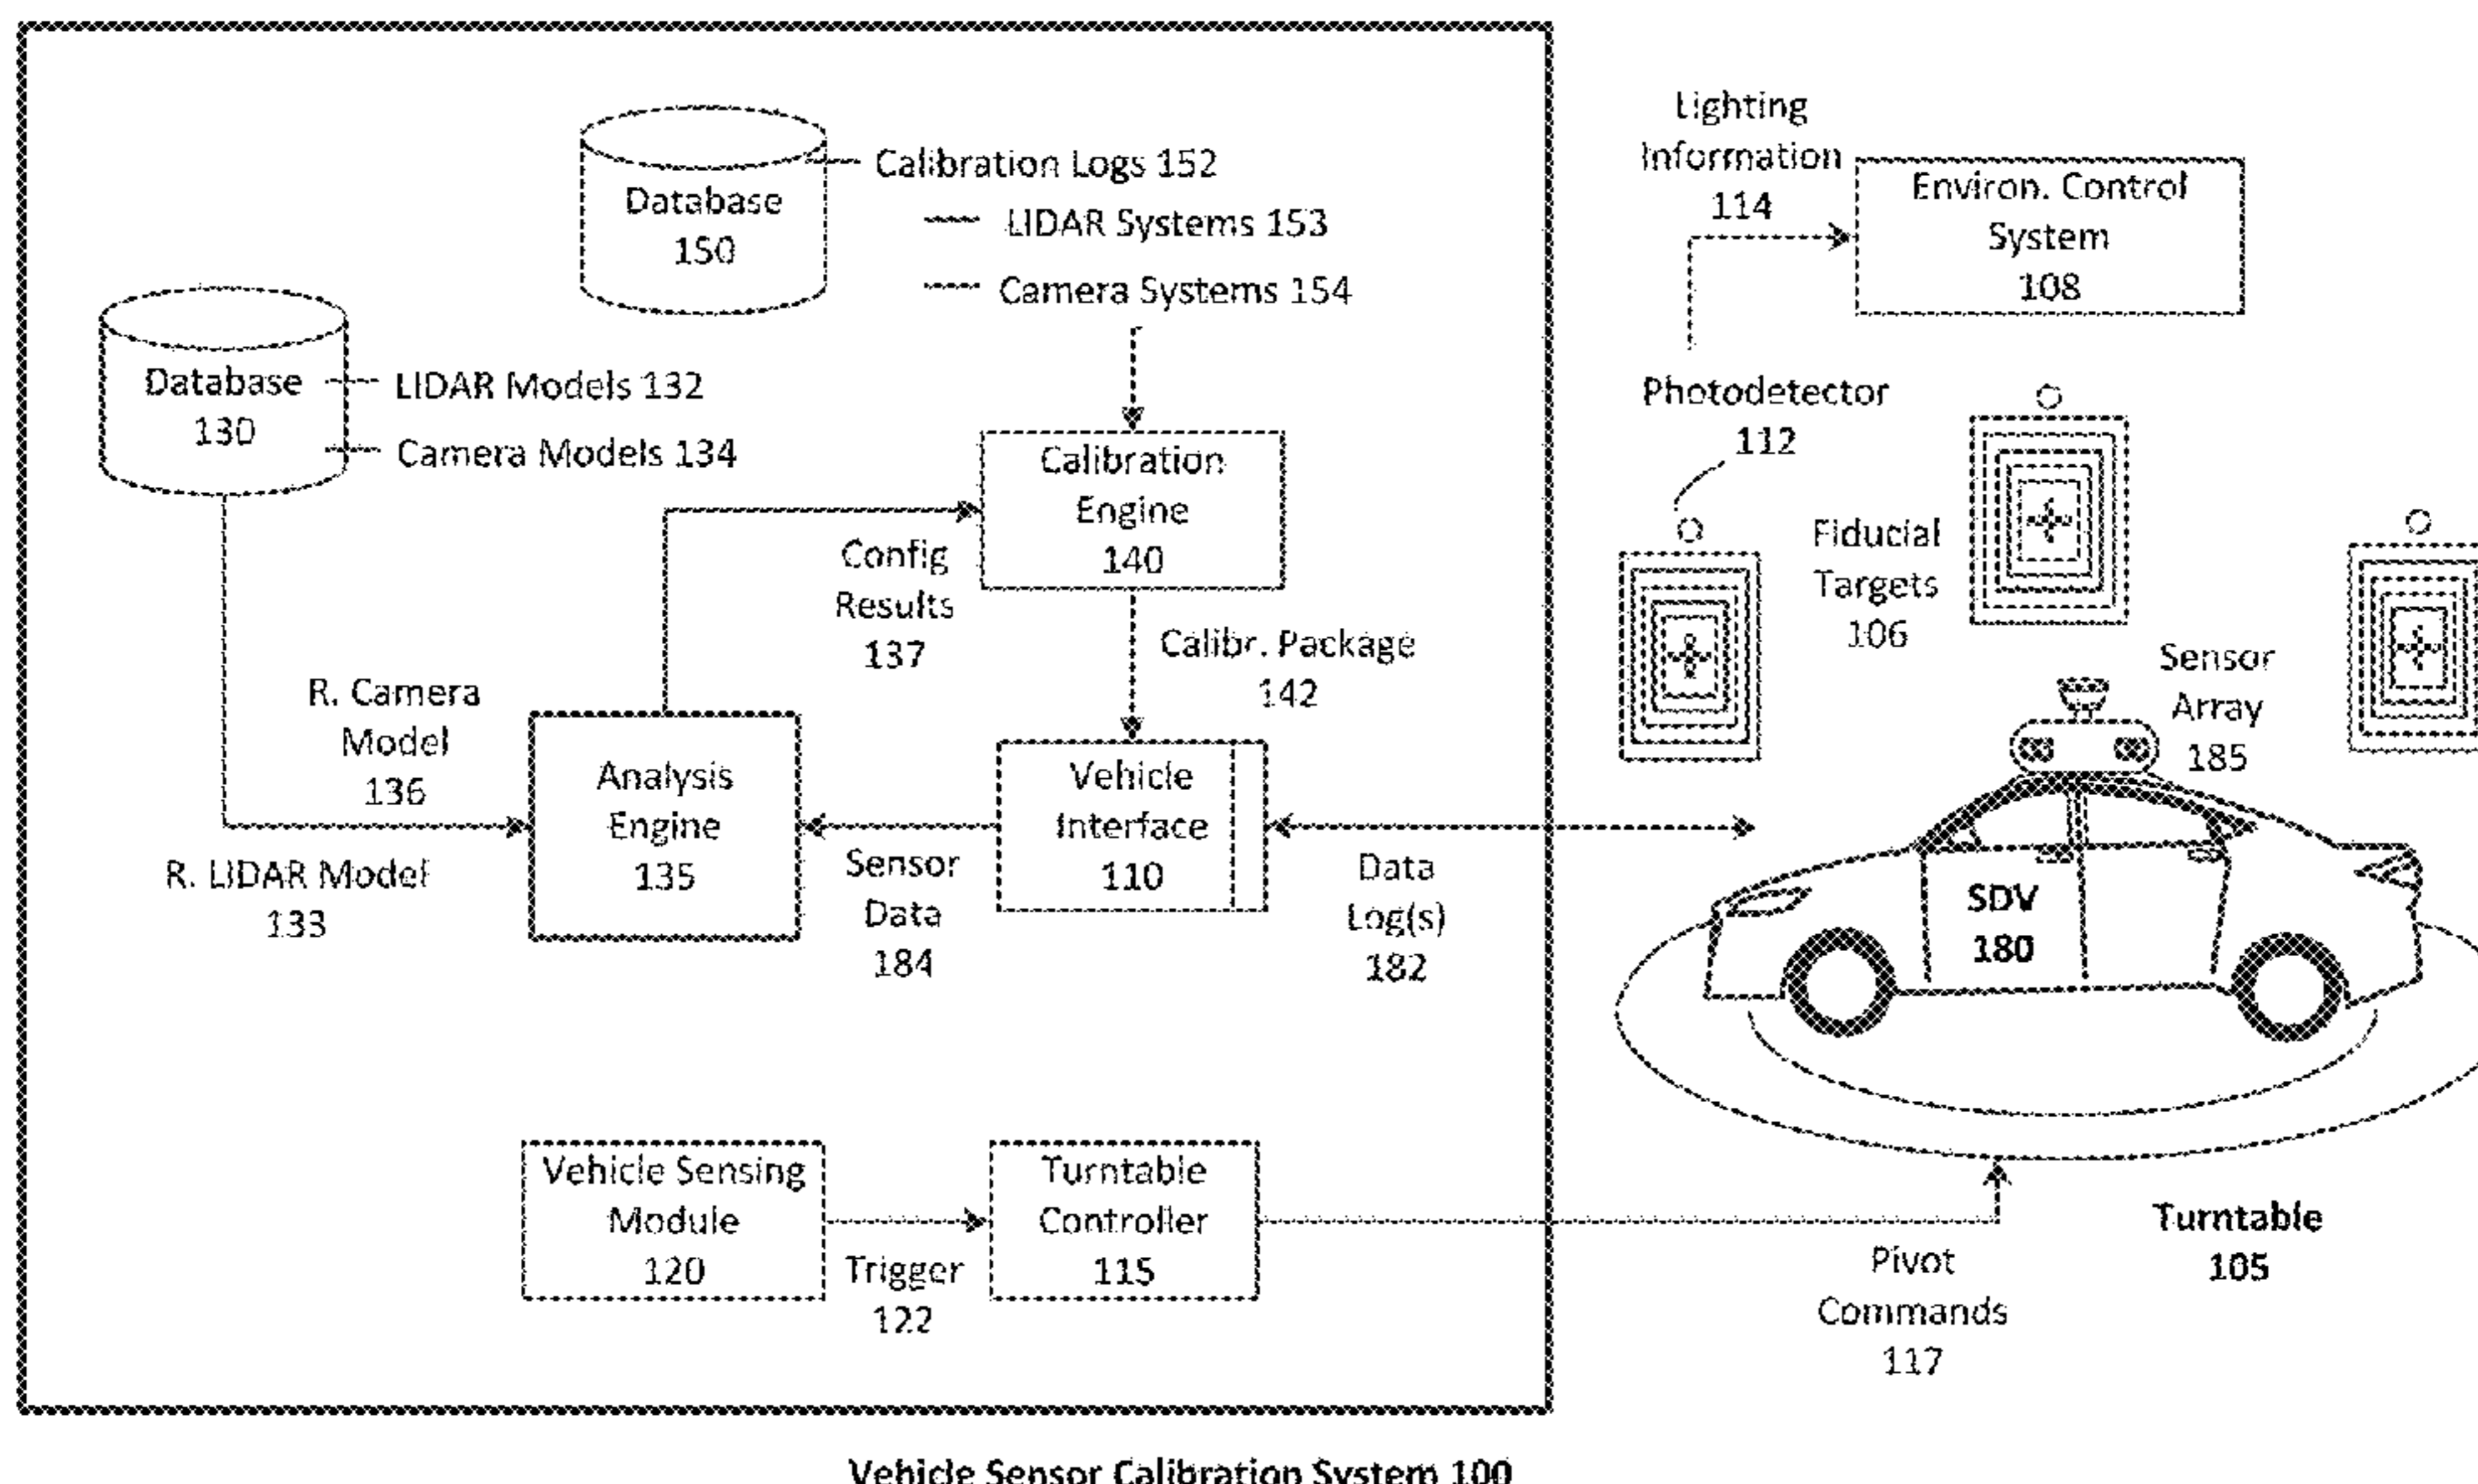 Database
150
Calibration Logs 152
LIDAR Systems 153
Camera Systems 154
Database
130
LIDAR Models 132
Camera Models 134
Calibration
Engine
140
Config
Results
137
Calibr. Package
142
R. Camera
Model
136
R. LIDAR Model
133
Analysis
Engine
135
Sensor
Data
184
Vehicle
Interface
110
Data
Log(s)
182
Vehicle Sensing
Module
120
Trigger
122
Turntable
Controller
115
Lighting
Information
114
Environ. Control
System
108
Photodetector
112
Fiducial
Targets
106
Sensor
Array
185
SDV
180
Pivot
Commands
117
Turntable
105
Vehicle Sensor Calibration System 100